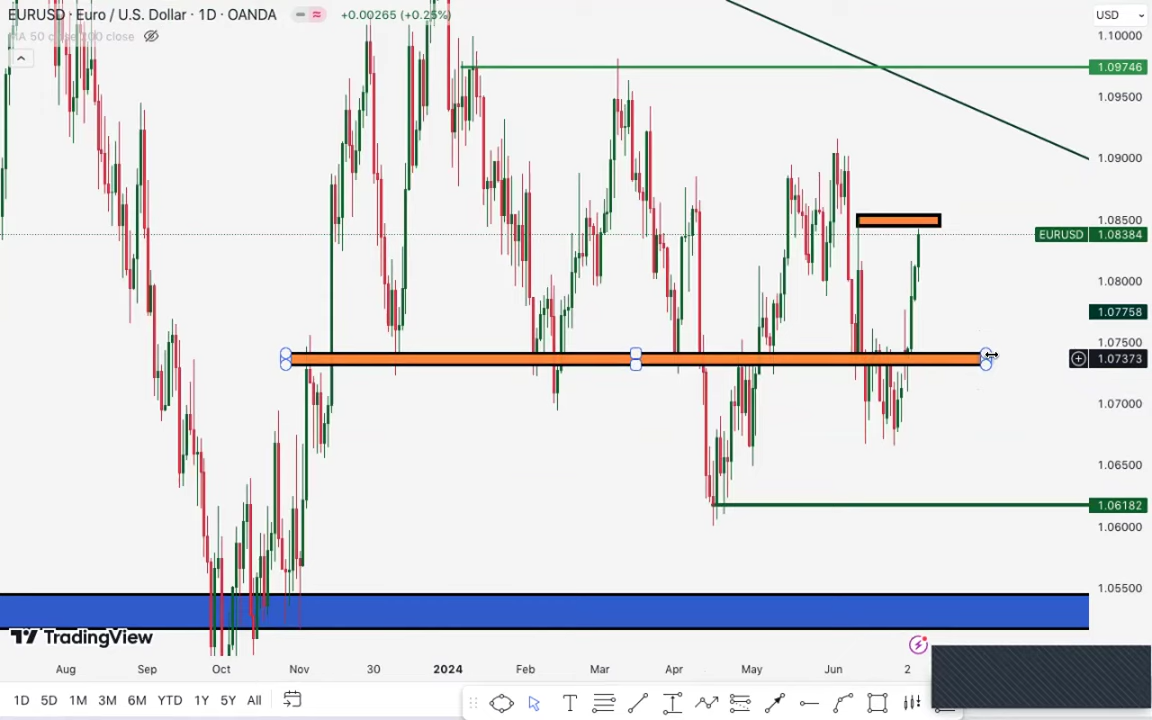 EURUSD · Euro / U.S. Dollar · 1D · OANDA +0.00265 (+0.25%)
USD
1.10000
1.09746
1.09500
1.09000
1.08500
EURUSD 1.08384
1.08000
1.07758
1.07500
1.07373
1.07000
1.06500
1.06182
1.06000
1.05500
TradingView
Aug Sep Oct Nov 30 2024 Feb Mar Apr May Jun 2
1D 5D 1M 3M 6M YTD 1Y 5Y All